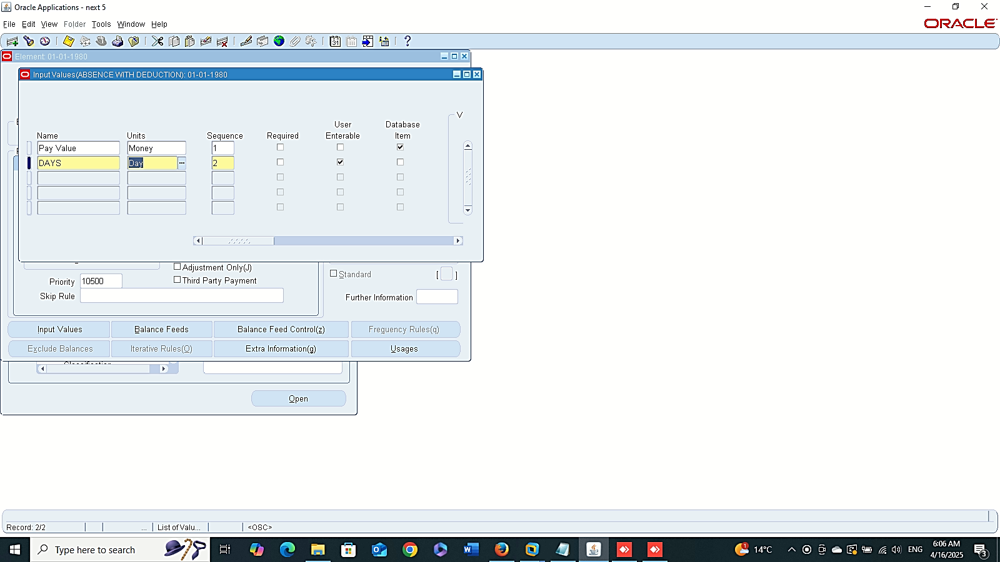 Oracle Applications - next 5
File Edit View Folder Tools Window Help
ORACLE
Element: 01-01-1980
Input Values(ABSENCE WITH DEDUCTION): 01-01-1980
V
User Database
Name Units Sequence Required Enterable Item
Pay Value Money 1
DAYS Day 2
Adjustment Only(J)
Priority 10500
Third Party Payment
Skip Rule
Standard [ ]
Further Information
Input Values Balance Feeds Balance Feed Control(z) Frequency Rules(q)
Exclude Balances Iterative Rules(O) Extra Information(g) Usages
Classification
Open
Record: 2/2 ... List of Valu... <OSC>
Type here to search
1 14°C ENG 6:06 AM
4/16/2025 3